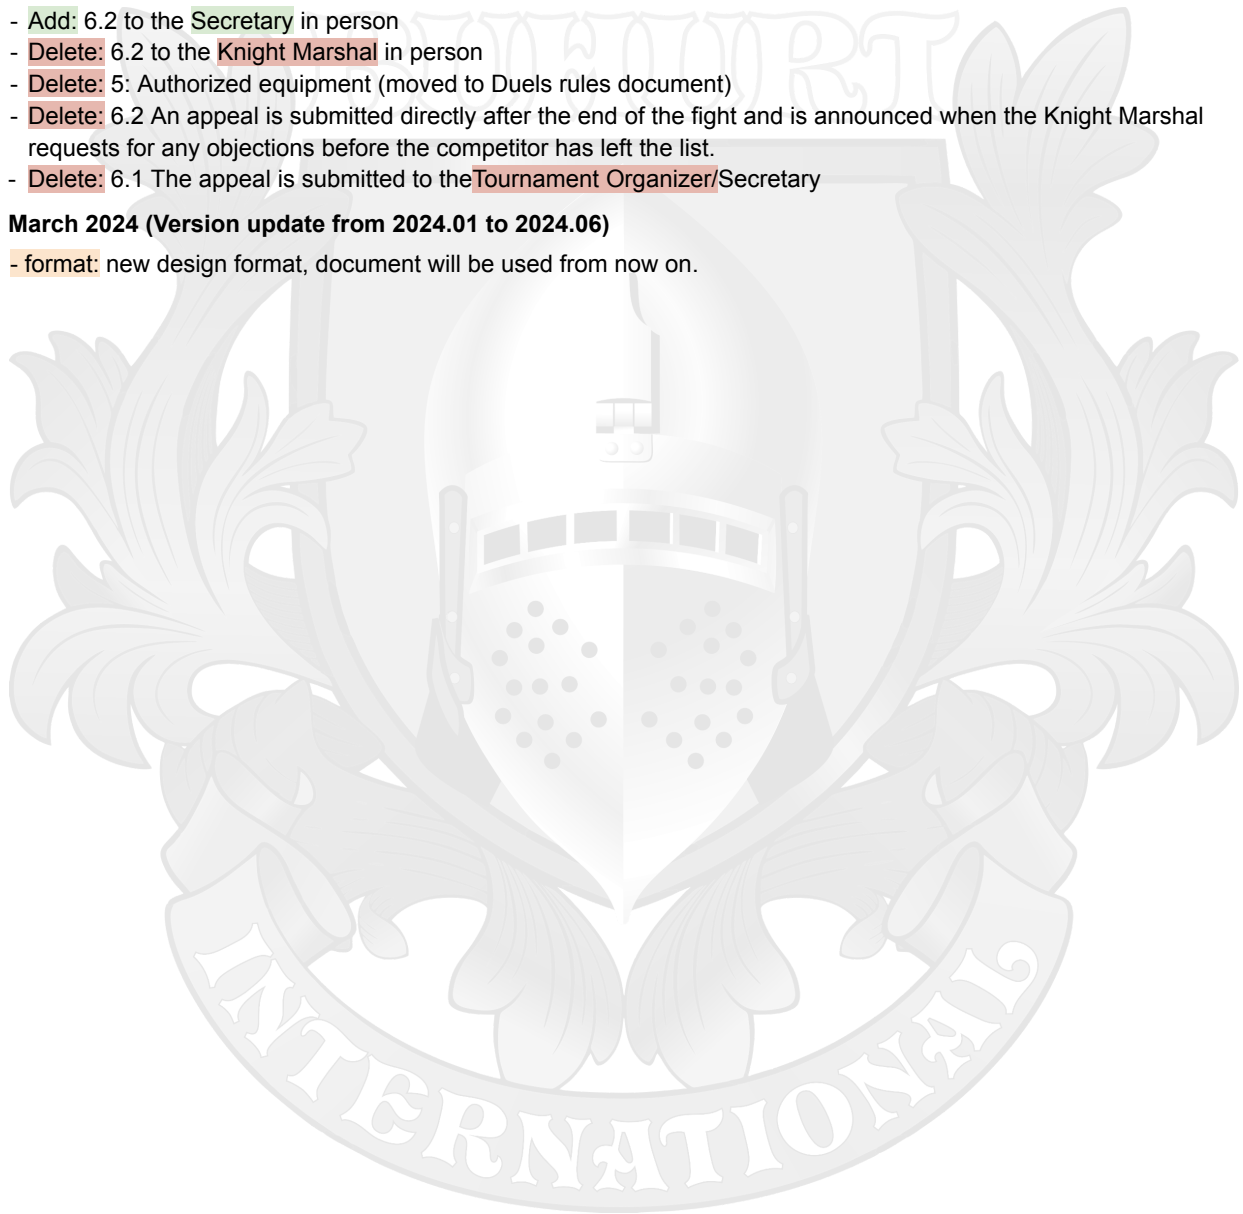 BUHURT
- Add: 6.2 to the Secretary in person
- Delete: 6.2 to the Knight Marshal in person
- Delete: 5: Authorized equipment (moved to Duels rules document)
- Delete: 6.2 An appeal is submitted directly after the end of the fight and is announced when the Knight Marshal
requests for any objections before the competitor has left the list.
- Delete: 6.1 The appeal is submitted to theTournament Organizer/Secretary
March 2024 (Version update from 2024.01 to 2024.06)
- format: new design format, document will be used from now on.
INTERNATIONAL